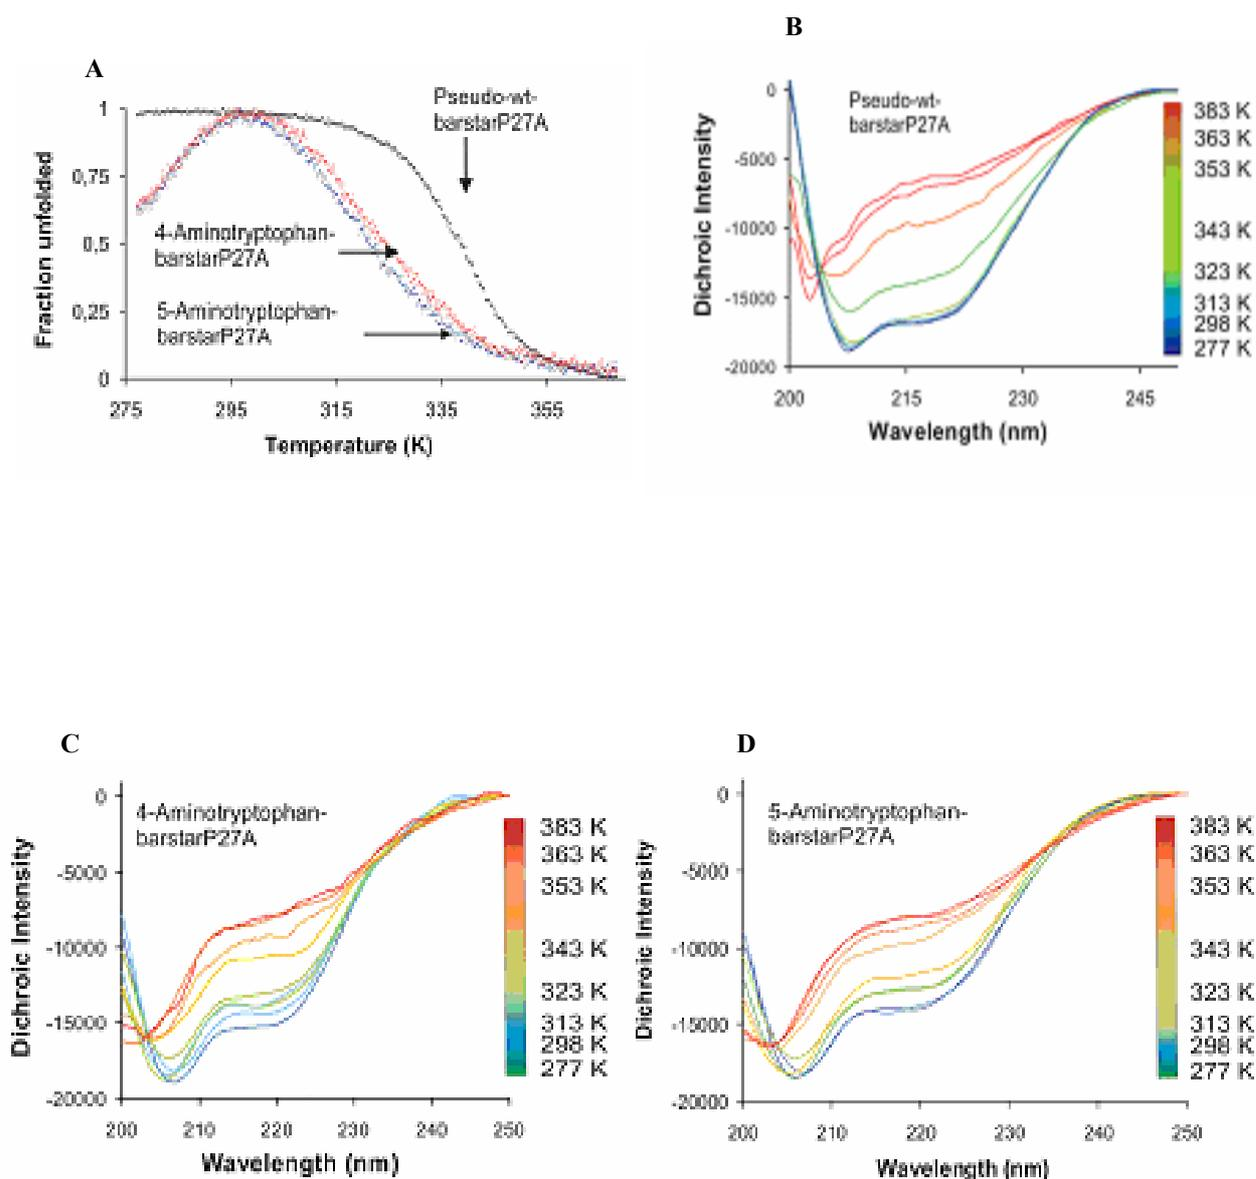 A
Fraction unfolded
1
0,75
0,5
0,25
0
275
295
315
335
355
Temperature (K)
Pseudo-wt-
barstarP27A
4-Aminotryptophan-
barstarP27A
5-Aminotryptophan-
barstarP27A
B
Dichroic Intensity
0
-5000
-10000
-15000
-20000
200
215
230
245
Wavelength (nm)
Pseudo-wt-
barstarP27A
383 K
363 K
353 K
343 K
323 K
313 K
298 K
277 K
C
Dichroic Intensity
0
-5000
-10000
-15000
-20000
200
210
220
230
240
250
Wavelength (nm)
4-Aminotryptophan-
barstarP27A
383 K
363 K
353 K
343 K
323 K
313 K
298 K
277 K
D
Dichroic Intensity
0
-5000
-10000
-15000
-20000
200
210
220
230
240
250
Wavelength (nm)
5-Aminotryptophan-
barstarP27A
383 K
363 K
353 K
343 K
323 K
313 K
298 K
277 K